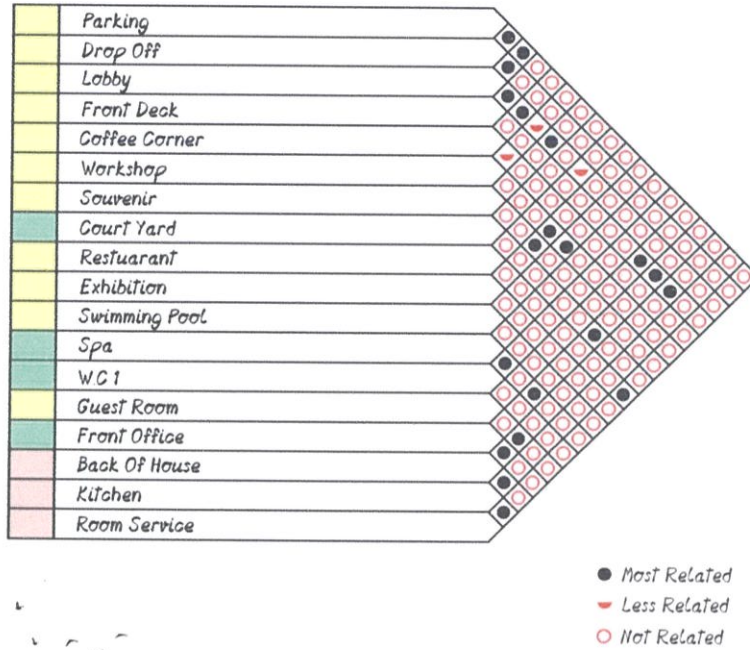 Parking
Drop Off
Lobby
Front Deck
Coffee Corner
Workshop
Souvenir
Court Yard
Restuarant
Exhibition
Swimming Pool
Spa
W.C 1
Guest Room
Front Office
Back Of House
Kitchen
Room Service
Most Related
Less Related
Not Related